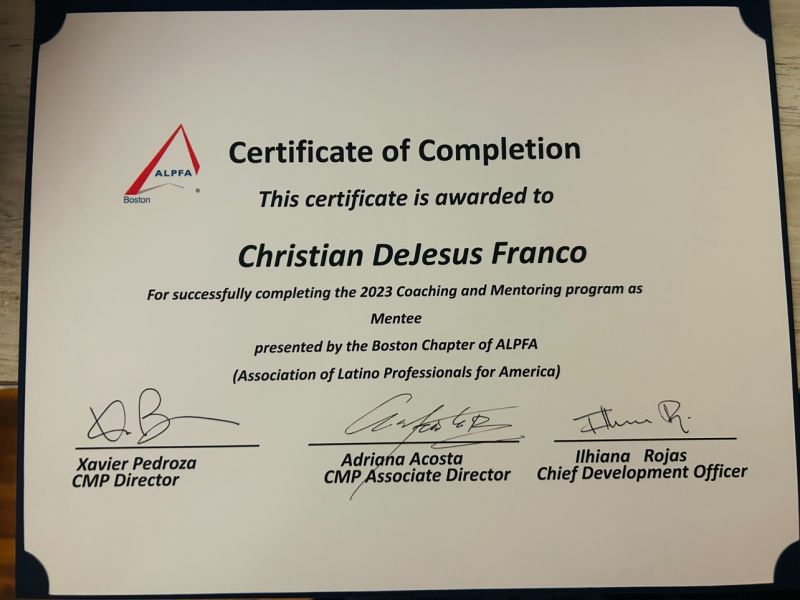 ALPFA
®
Boston
Certificate of Completion
This certificate is awarded to
Christian DeJesus Franco
For successfully completing the 2023 Coaching and Mentoring program as
Mentee
presented by the Boston Chapter of ALPFA
(Association of Latino Professionals for America)
Xavier Pedroza
CMP Director
Adriana Acosta
CMP Associate Director
Ilhiana Rojas
Chief Development Officer